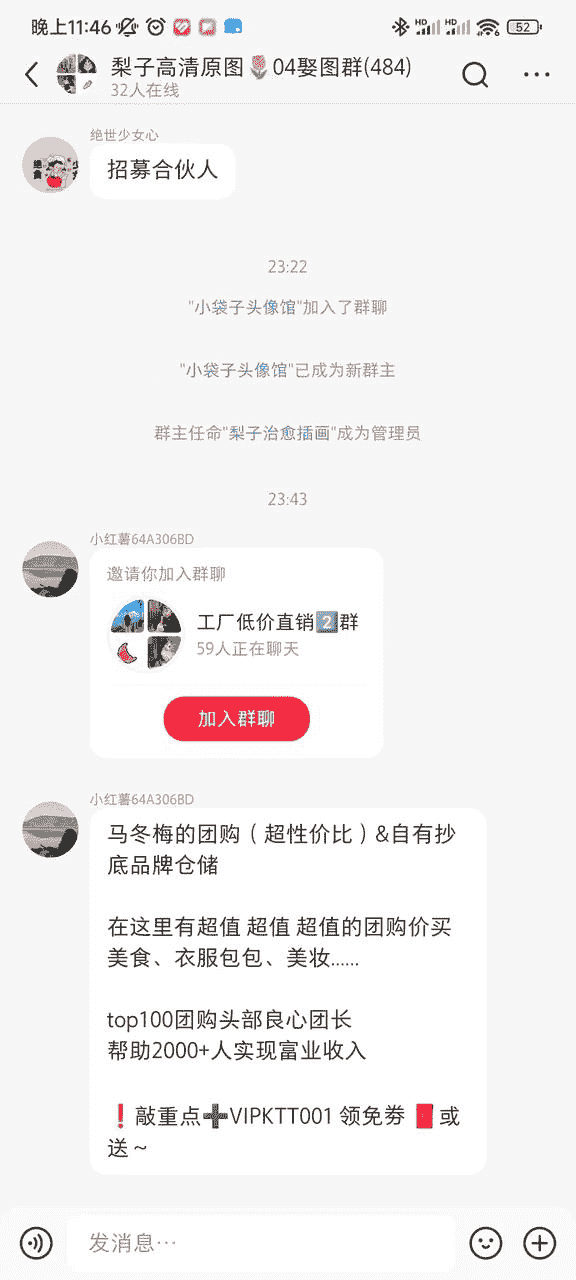 晚上11:46
HD
HD
52
梨子高清原图🌷04娶图群(484)
32人在线
绝世少女心
招募合伙人
23:22
"小袋子头像馆"加入了群聊
"小袋子头像馆"已成为新群主
群主任命"梨子治愈插画"成为管理员
23:43
小红薯64A306BD
邀请你加入群聊
工厂低价直销2️⃣群
59人正在聊天
加入群聊
小红薯64A306BD
马冬梅的团购（超性价比）&自有抄
底品牌仓储
在这里有超值 超值 超值的团购价买
美食、衣服包包、美妆……
top100团购头部良心团长
帮助2000+人实现富业收入
❗敲重点➕VIPKTT001 领免劵🧧或
送～
发消息…